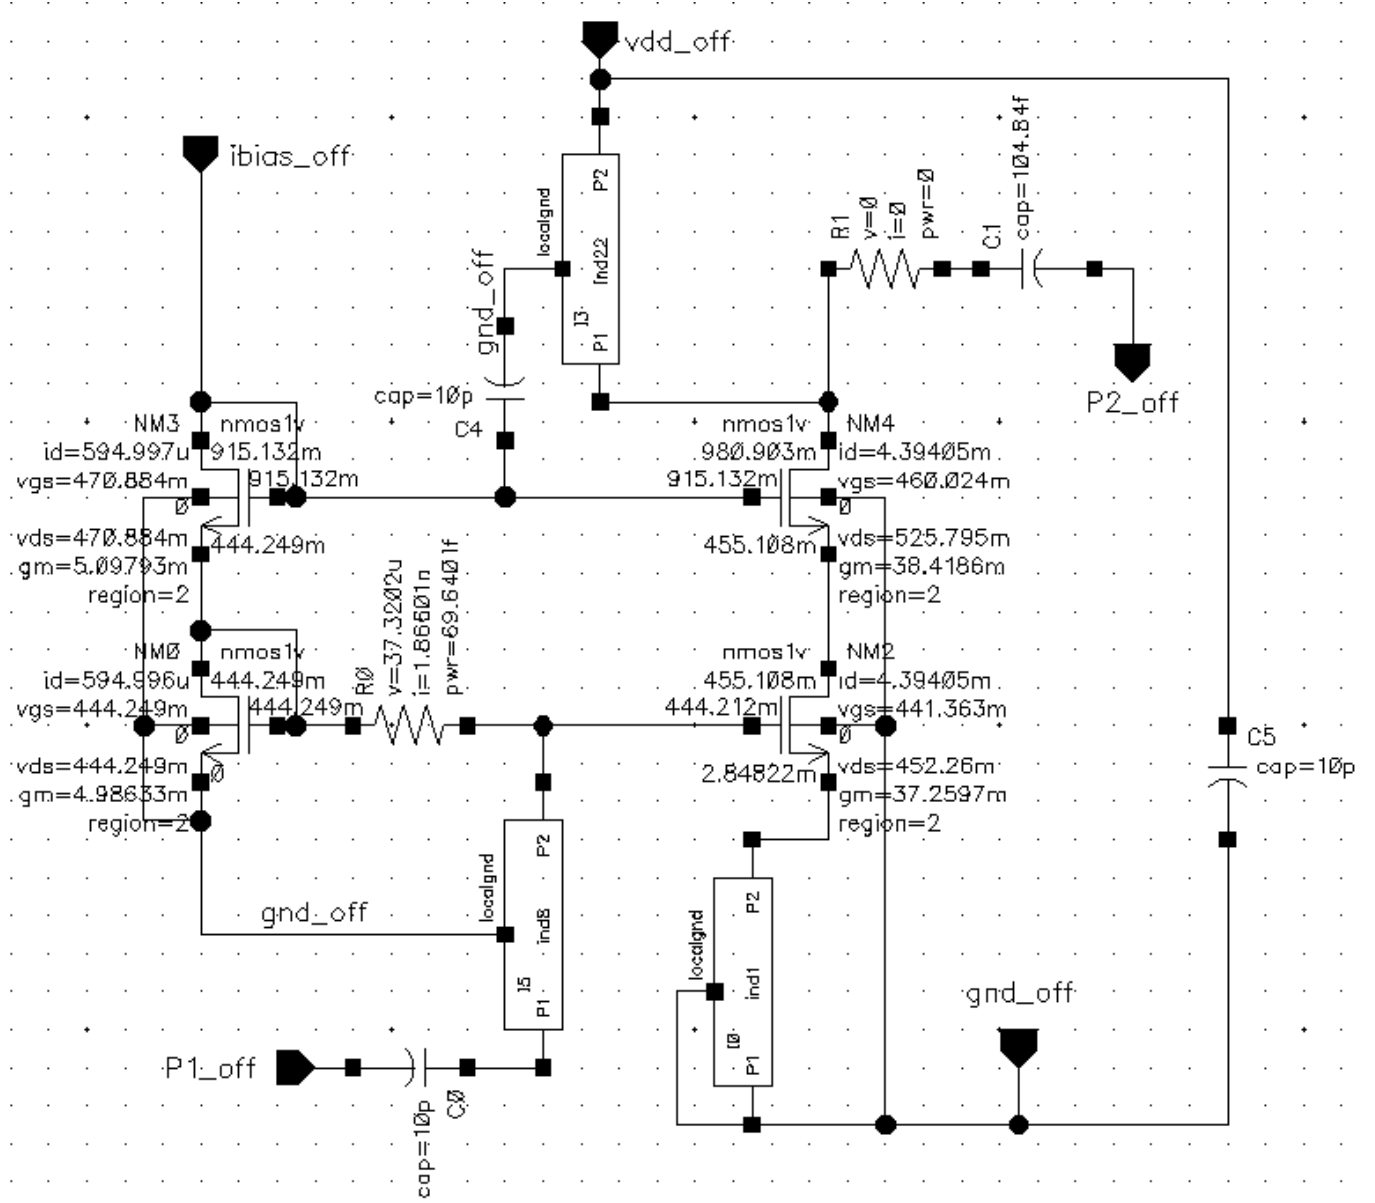 vdd_off
ibias_off
localgnd
P2
ind22
I3
P1
gnd_off
cap=10p
C4
R1
v=0
i=0
pwr=0
C1
cap=104.84f
P2_off
NM3
nmos1v
id=594.997u
915.132m
vgs=470.884m
915.132m
0
vds=470.884m
444.249m
gm=5.09793m
region=2
nmos1v
NM4
980.903m
id=4.39405m
915.132m
vgs=460.024m
0
455.108m
vds=525.795m
gm=38.4186m
region=2
NM0
nmos1v
id=594.996u
444.249m
vgs=444.249m
444.249m
0
vds=444.249m
0
gm=4.98633m
region=2
R0
v=37.3202u
i=1.86601n
pwr=69.6401f
nmos1v
NM2
455.108m
id=4.39405m
444.212m
vgs=441.363m
0
2.84822m
vds=452.26m
gm=37.2597m
region=2
C5
cap=10p
gnd_off
localgnd
P2
ind8
I5
P1
localgnd
P2
ind1
I0
P1
gnd_off
P1_off
cap=10p
C0